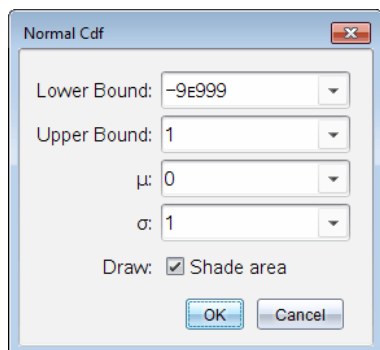 Normal Cdf
Lower Bound: -9E999
Upper Bound: 1
μ: 0
σ: 1
Draw: Shade area
OK Cancel